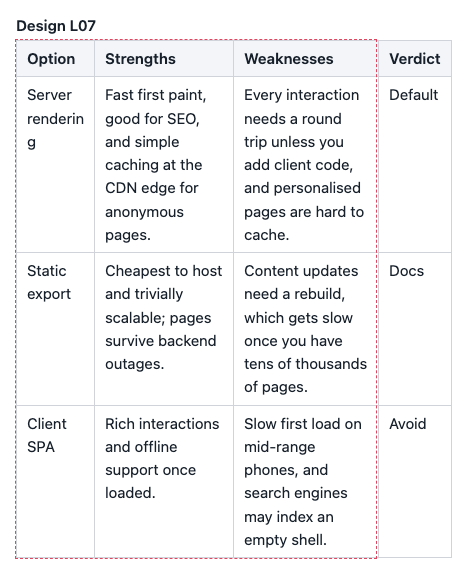 Design L07
Option Strengths Weaknesses Verdict
Server
renderin
g
Fast first paint,
good for SEO,
and simple
caching at the
CDN edge for
anonymous
pages.
Every interaction
needs a round
trip unless you
add client code,
and personalised
pages are hard to
cache.
Default
Static
export
Cheapest to host
and trivially
scalable; pages
survive backend
outages.
Content updates
need a rebuild,
which gets slow
once you have
tens of thousands
of pages.
Docs
Client
SPA
Rich interactions
and offline
support once
loaded.
Slow first load on
mid-range
phones, and
search engines
may index an
empty shell.
Avoid